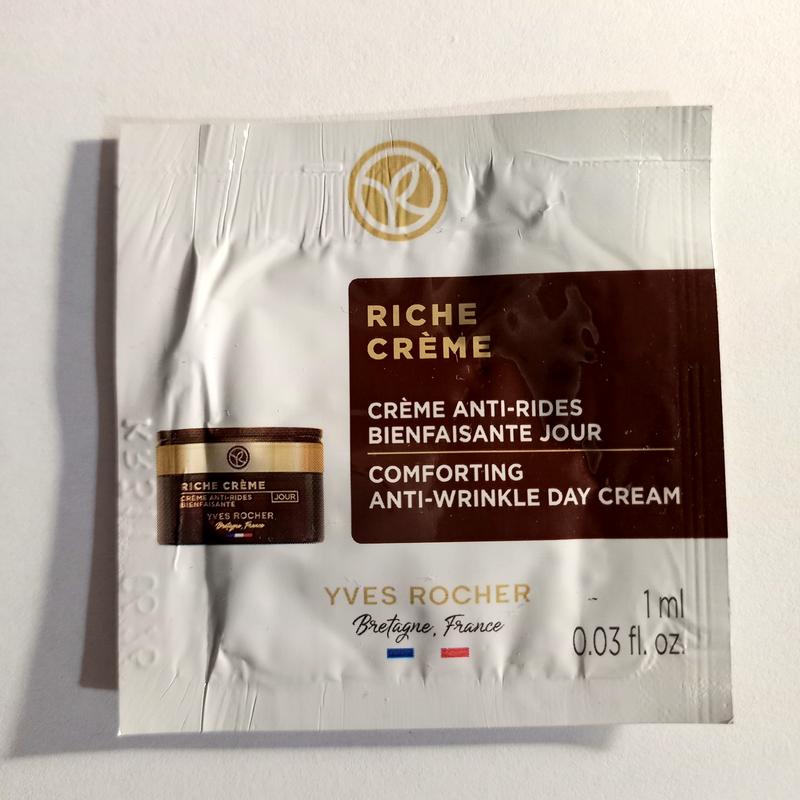 RICHE
CRÈME
CRÈME ANTI-RIDES
BIENFAISANTE JOUR
COMFORTING
ANTI-WRINKLE DAY CREAM
RICHE CRÈME
CRÈME ANTI-RIDES
BIENFAISANTE
JOUR
YVES ROCHER
Bretagne, France
YVES ROCHER
Bretagne, France
1 ml
0.03 fl. oz.